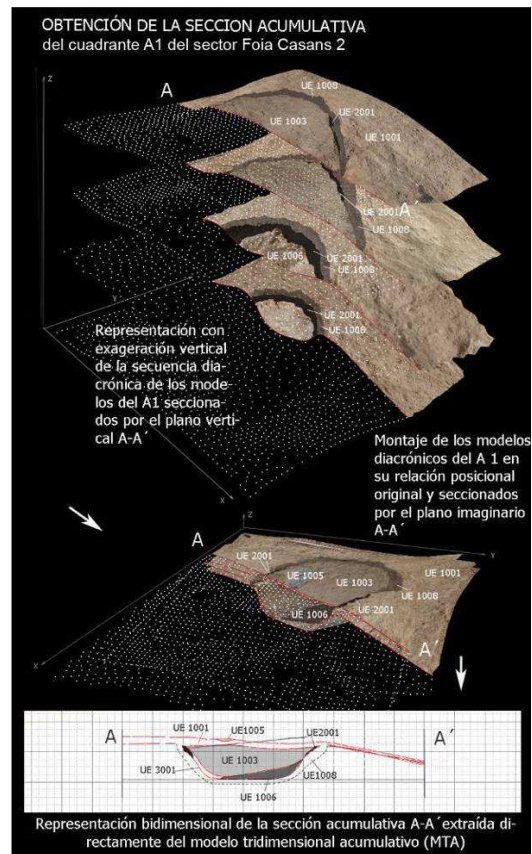 OBTENCIÓN DE LA SECCION ACUMULATIVA
del cuadrante A1 del sector Foia Casans 2
Z
A
UE 1008
UE 2001
UE 1003
UE 1001
A´
UE 2001
UE 1008
UE 1006
UE 2001
UE 1008
UE 2001
UE 1008
Y
X
Representación con
exageración vertical
de la secuencia dia-
crónica de los mode-
los del A1 secciona-
dos por el plano verti-
cal A-A´
Montaje de los modelos
diacrónicos del A 1 en
su relación posicional
original y seccionados
por el plano imaginario
A-A´
Z
A
Y
UE 2001
UE 1005
UE 1003
UE 1001
UE 1008
UE 1006
UE 2001
A´
X
A
UE 1001
UE1005
UE2001
A´
UE 1003
UE 3001
UE1008
UE 1006
Representación bidimensional de la sección acumulativa A-A´extraída di-
rectamente del modelo tridimensional acumulativo (MTA)